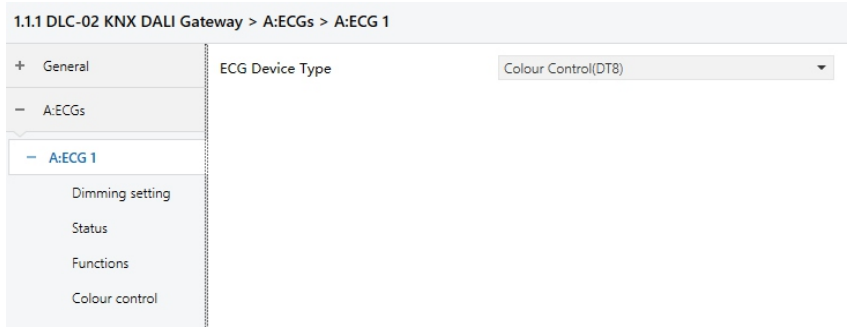 1.1.1 DLC-02 KNX DALI Gateway > A:ECGs > A:ECG 1
+ General
ECG Device Type Colour Control(DT8)
− A:ECGs
− A:ECG 1
Dimming setting
Status
Functions
Colour control